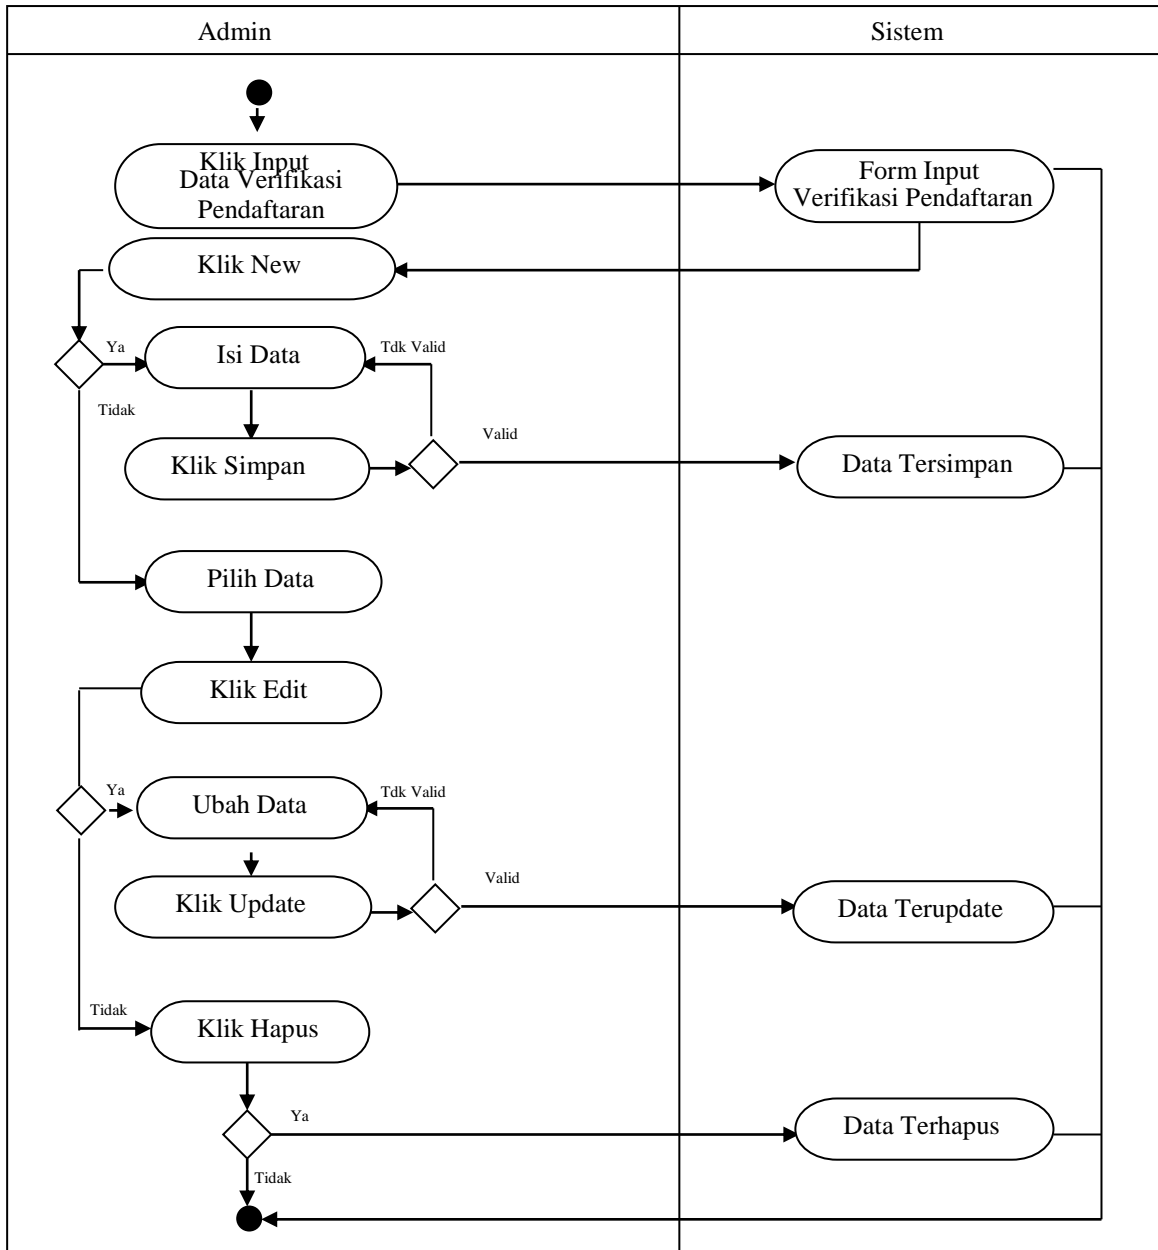 Admin
Sistem
Klik Input
Data Verifikasi
Pendaftaran
Form Input
Verifikasi Pendaftaran
Klik New
Ya
Isi Data
Tdk Valid
Tidak
Klik Simpan
Valid
Data Tersimpan
Pilih Data
Klik Edit
Ya
Ubah Data
Tdk Valid
Klik Update
Valid
Data Terupdate
Tidak
Klik Hapus
Ya
Data Terhapus
Tidak